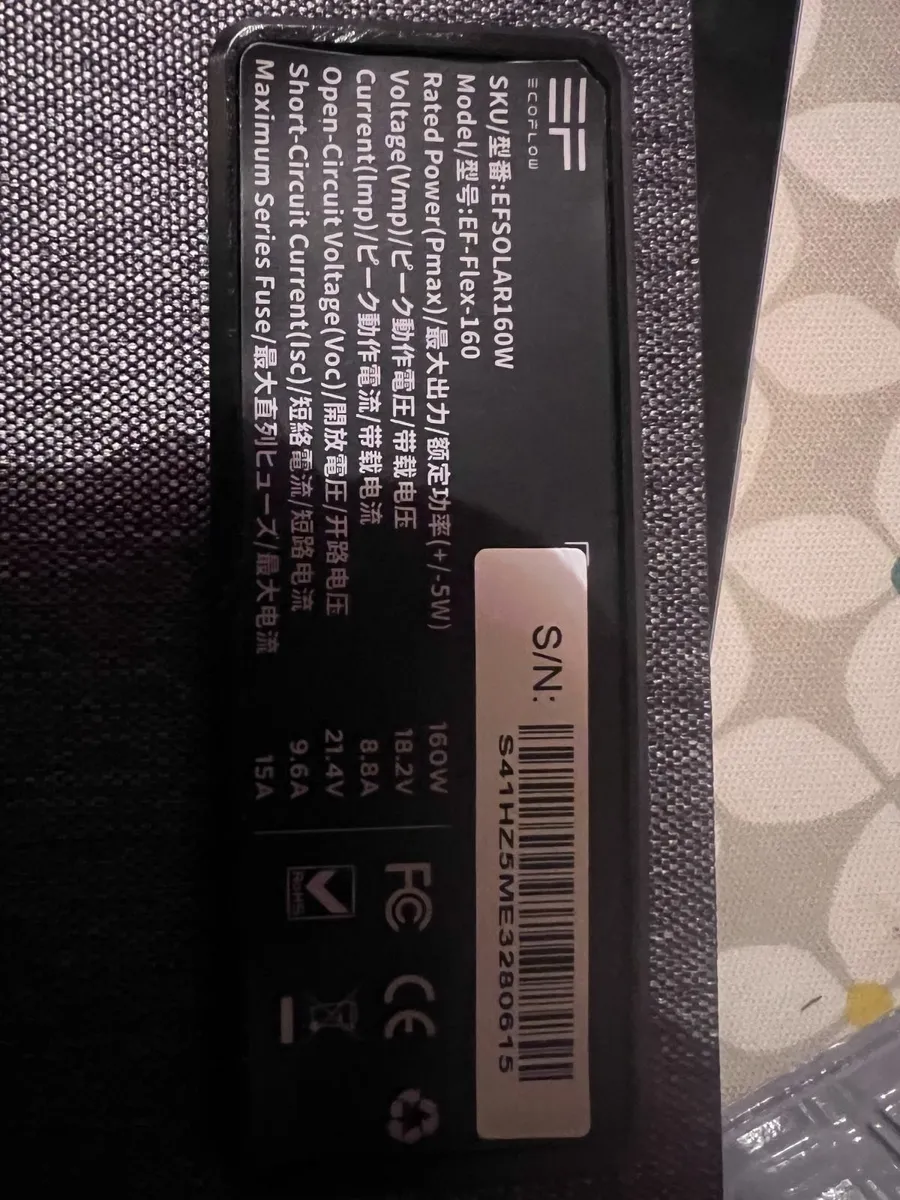 EF
ECOFLOW
SKU/型番:EFSOLAR160W
Model/型号:EF-Flex-160
Rated Power(Pmax)/最大出力/额定功率(+/-5W) 160W
Voltage(Vmp)/ピーク動作電圧/带载电压 18.2V
Current(Imp)/ピーク動作電流/带载电流 8.8A
Open-Circuit Voltage(Voc)/開放電圧/开路电压 21.4V
Short-Circuit Current(Isc)/短絡電流/短路电流 9.6A
Maximum Series Fuse/最大直列ヒューズ/最大电流 15A
S/N:
S41HZ5ME3280615
FC CE
RoHS